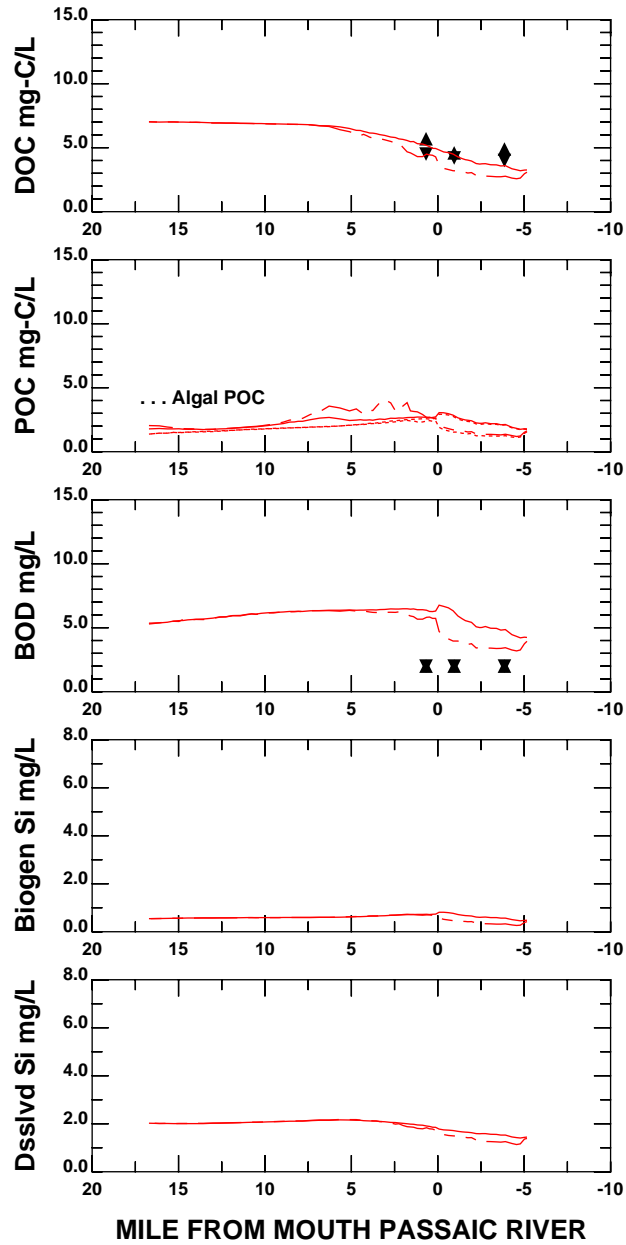 15.0
10.0
5.0
0.0
DOC mg-C/L
20 15 10 5 0 -5 -10
15.0
10.0
5.0
0.0
POC mg-C/L
. . . Algal POC
20 15 10 5 0 -5 -10
15.0
10.0
5.0
0.0
BOD mg/L
20 15 10 5 0 -5 -10
8.0
6.0
4.0
2.0
0.0
Biogen Si mg/L
20 15 10 5 0 -5 -10
8.0
6.0
4.0
2.0
0.0
Dsslvd Si mg/L
20 15 10 5 0 -5 -10
MILE FROM MOUTH PASSAIC RIVER